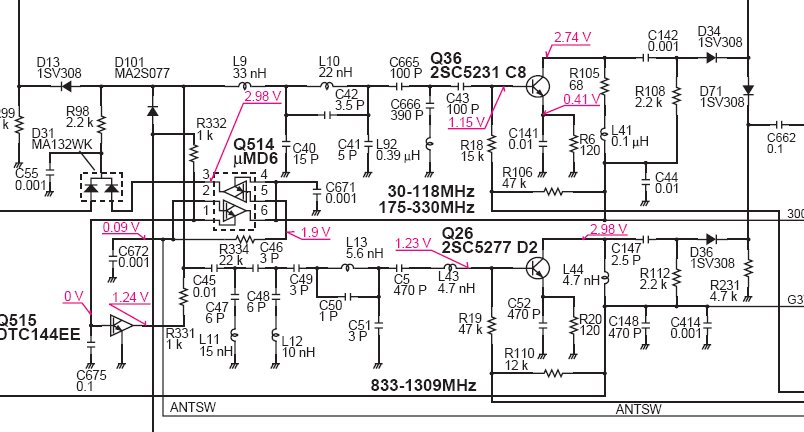 2.74 V
C142
0.001
D34
1SV308
D13
1SV308
D101
MA2S077
L9
33 nH
L10
22 nH
C665
100 P
Q36
2SC5231 C8
R105
68
R108
2.2 k
D71
1SV308
C42
3.5 P
C666
390 P
C43
100 P
0.41 V
2.98 V
1.15 V
R99
k
R98
2.2 k
R332
1 k
D31
MA132WK
Q514
µMD6
C40
15 P
C41
5 P
L92
0.39 µH
R18
15 k
C141
0.01
R6
120
L41
0.1 µH
C662
0.1
C55
0.001
3
2
1
4
5
6
C671
0.001
R106
47 k
C44
0.01
30-118MHz
175-330MHz
300
0.09 V
1.9 V
R334
22 k
C46
3 P
L13
5.6 nH
1.23 V
Q26
2SC5277 D2
2.98 V
C147
2.5 P
D36
1SV308
C672
0.001
C45
0.01
C49
3 P
C5
470 P
L43
4.7 nH
L44
4.7 nH
R112
2.2 k
R231
4.7 k
0 V
1.24 V
C47
6 P
C48
6 P
C50
1 P
C51
3 P
C52
470 P
R19
47 k
R20
120
C148
470 P
C414
0.001
G3
Q515
DTC144EE
R331
1 k
L11
15 nH
L12
10 nH
R110
12 k
C675
0.1
833-1309MHz
ANTSW
ANTSW